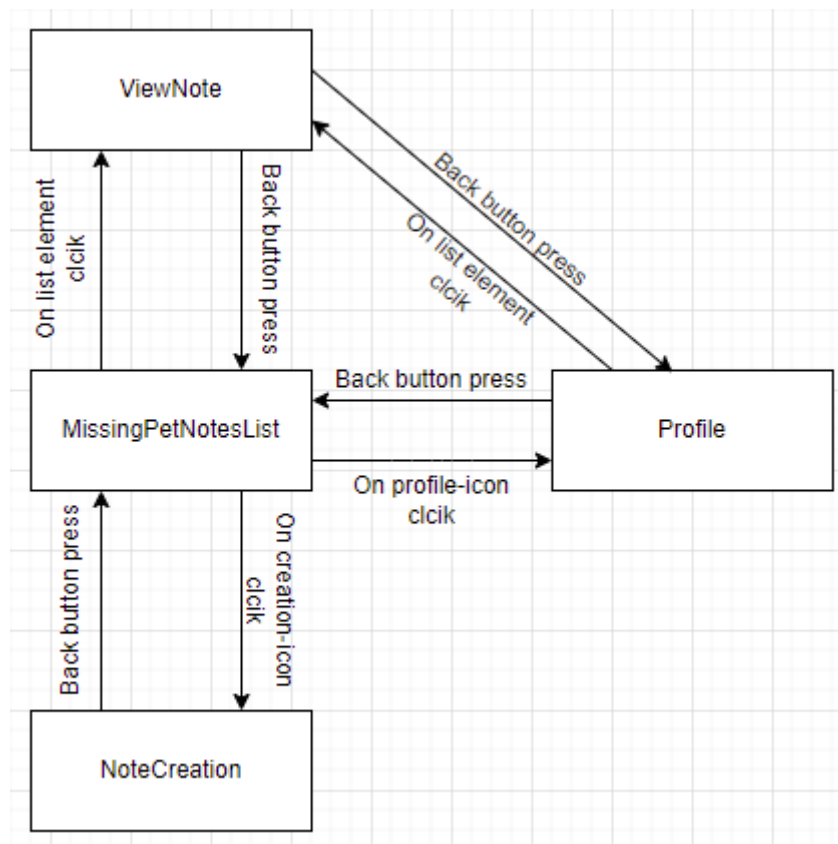 ViewNote
On list element
clcik
Back button press
Back button press
On list element
clcik
MissingPetNotesList
Back button press
Profile
On profile-icon
clcik
Back button press
On creation-icon
clcik
NoteCreation